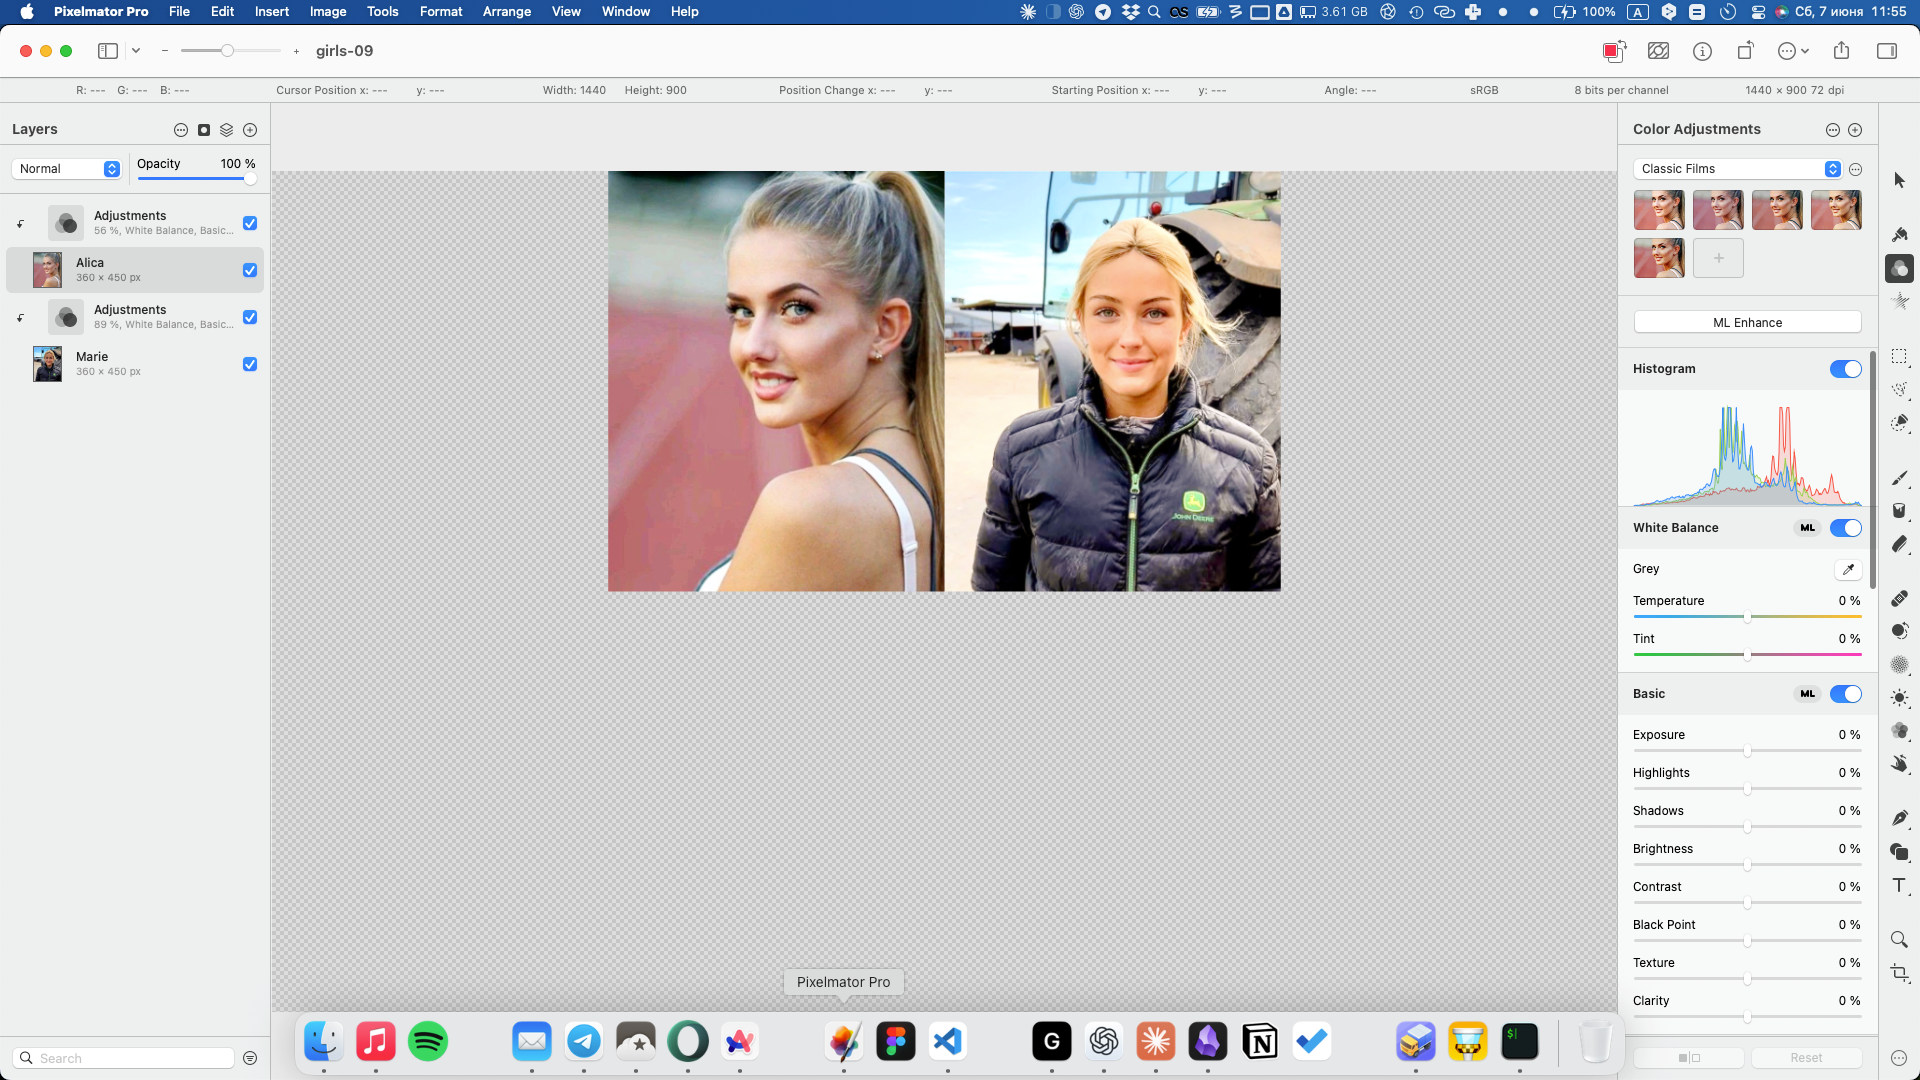 Pixelmator Pro File Edit Insert Image Tools Format Arrange View Window Help 3.61 GB 100% A Сб, 7 июня 11:55
girls-09
R: --- G: --- B: --- Cursor Position x: --- y: --- Width: 1440 Height: 900 Position Change x: --- y: --- Starting Position x: --- y: --- Angle: --- sRGB 8 bits per channel 1440 × 900 72 dpi
Layers
Normal
Opacity 100 %
Adjustments
56 %, White Balance, Basic...
Alica
360 × 450 px
Adjustments
89 %, White Balance, Basic...
Marie
360 × 450 px
Search
JOHN DEERE
Pixelmator Pro
Color Adjustments
Classic Films
ML Enhance
Histogram
White Balance ML
Grey
Temperature 0 %
Tint 0 %
Basic ML
Exposure 0 %
Highlights 0 %
Shadows 0 %
Brightness 0 %
Contrast 0 %
Black Point 0 %
Texture 0 %
Clarity 0 %
Reset